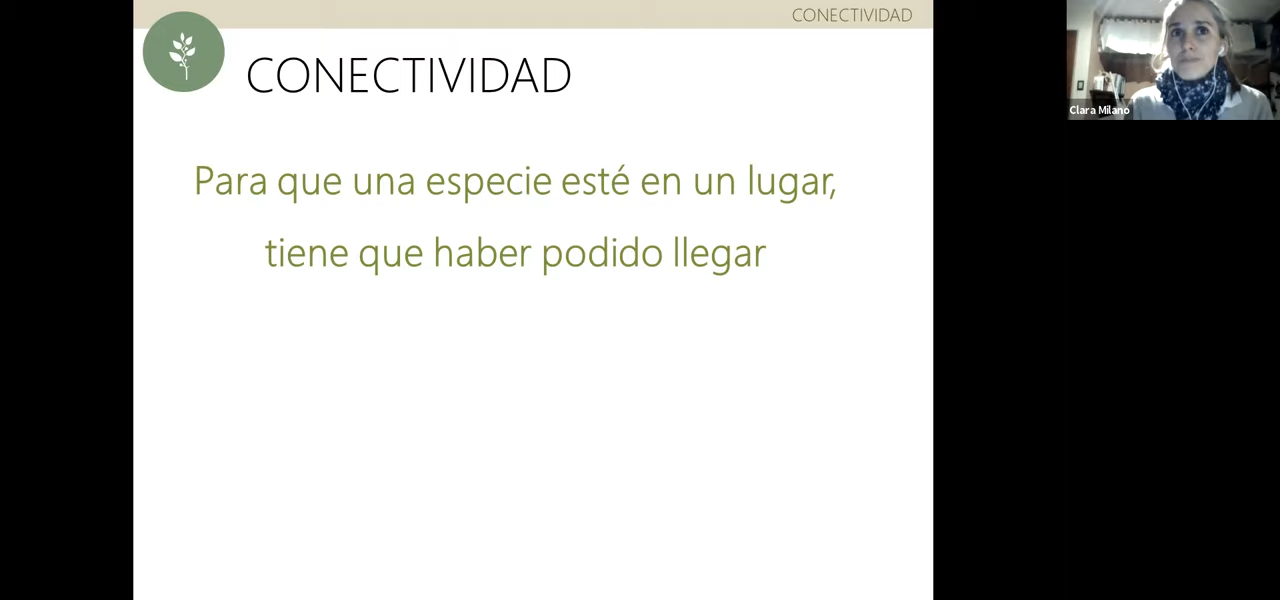 CONECTIVIDAD
CONECTIVIDAD
Para que una especie esté en un lugar,
tiene que haber podido llegar
Clara Milano